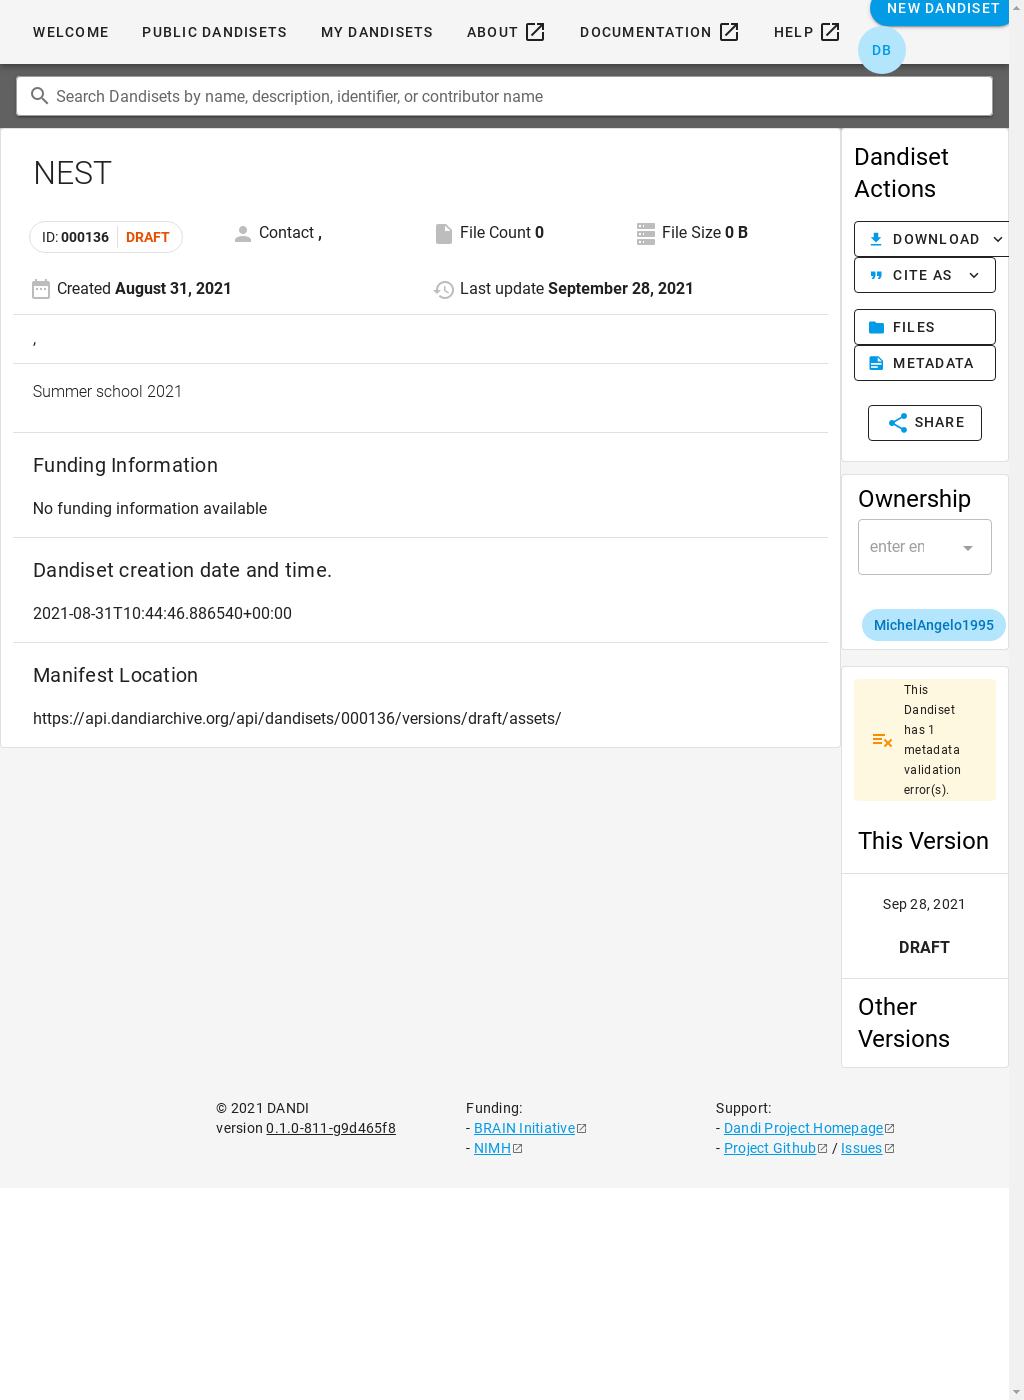 WELCOME
PUBLIC DANDISETS
MY DANDISETS
ABOUT
DOCUMENTATION
HELP
NEW DANDISET
DB
Search Dandisets by name, description, identifier, or contributor name
NEST
ID: 000136 DRAFT
Contact ,
File Count 0
File Size 0 B
Created August 31, 2021
Last update September 28, 2021
,
Summer school 2021
Funding Information
No funding information available
Dandiset creation date and time.
2021-08-31T10:44:46.886540+00:00
Manifest Location
https://api.dandiarchive.org/api/dandisets/000136/versions/draft/assets/
Dandiset
Actions
DOWNLOAD
CITE AS
FILES
METADATA
SHARE
Ownership
enter en
MichelAngelo1995
This
Dandiset
has 1
metadata
validation
error(s).
This Version
Sep 28, 2021
DRAFT
Other
Versions
© 2021 DANDI
version 0.1.0-811-g9d465f8
Funding:
- BRAIN Initiative
- NIMH
Support:
- Dandi Project Homepage
- Project Github / Issues